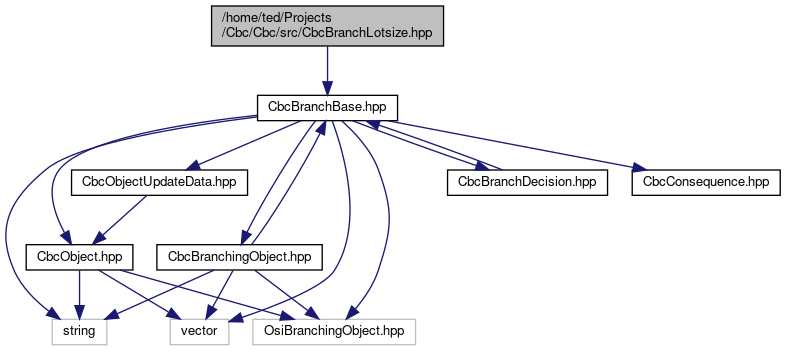 /home/ted/Projects
/Cbc/Cbc/src/CbcBranchLotsize.hpp
CbcBranchBase.hpp
CbcObjectUpdateData.hpp
CbcBranchDecision.hpp
CbcConsequence.hpp
CbcObject.hpp
CbcBranchingObject.hpp
string
vector
OsiBranchingObject.hpp